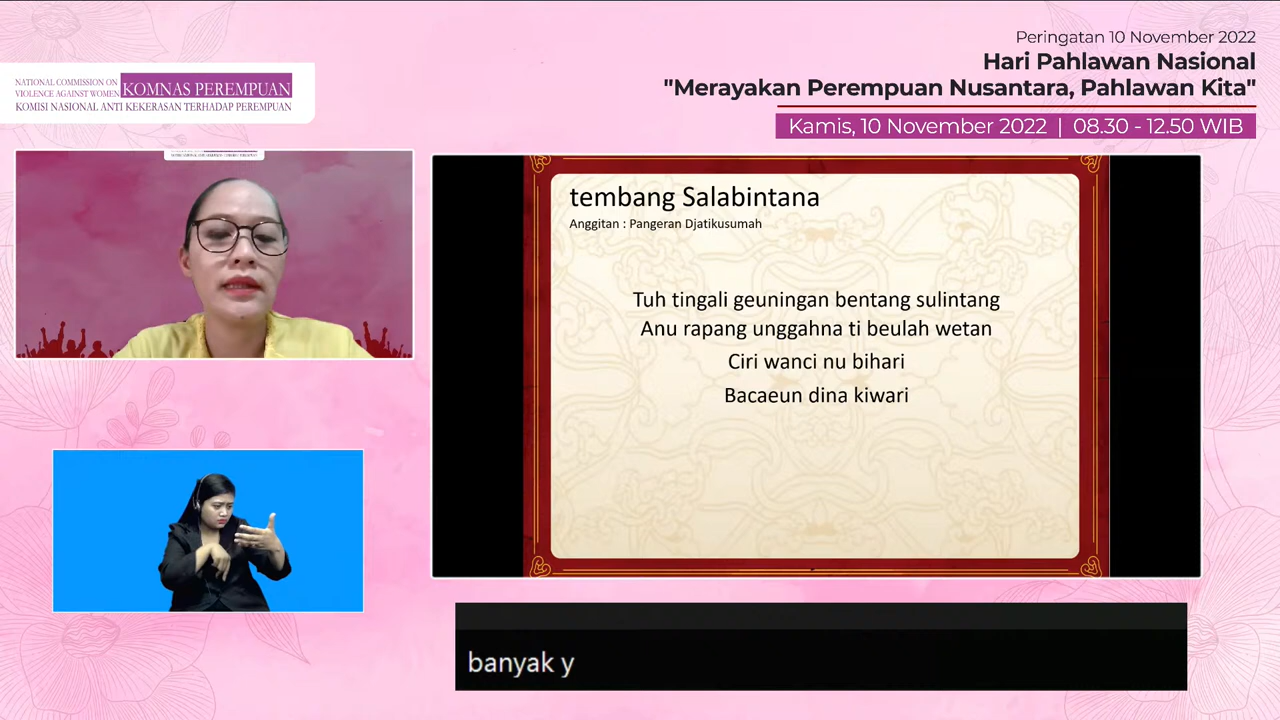 Peringatan 10 November 2022
Hari Pahlawan Nasional
"Merayakan Perempuan Nusantara, Pahlawan Kita"
Kamis, 10 November 2022 | 08.30 - 12.50 WIB
NATIONAL COMMISSION ON
VIOLENCE AGAINST WOMEN
KOMNAS PEREMPUAN
KOMISI NASIONAL ANTI KEKERASAN TERHADAP PEREMPUAN
tembang Salabintana
Anggitan : Pangeran Djatikusumah
Tuh tingali geuningan bentang sulintang
Anu rapang unggahna ti beulah wetan
Ciri wanci nu bihari
Bacaeun dina kiwari
banyak y